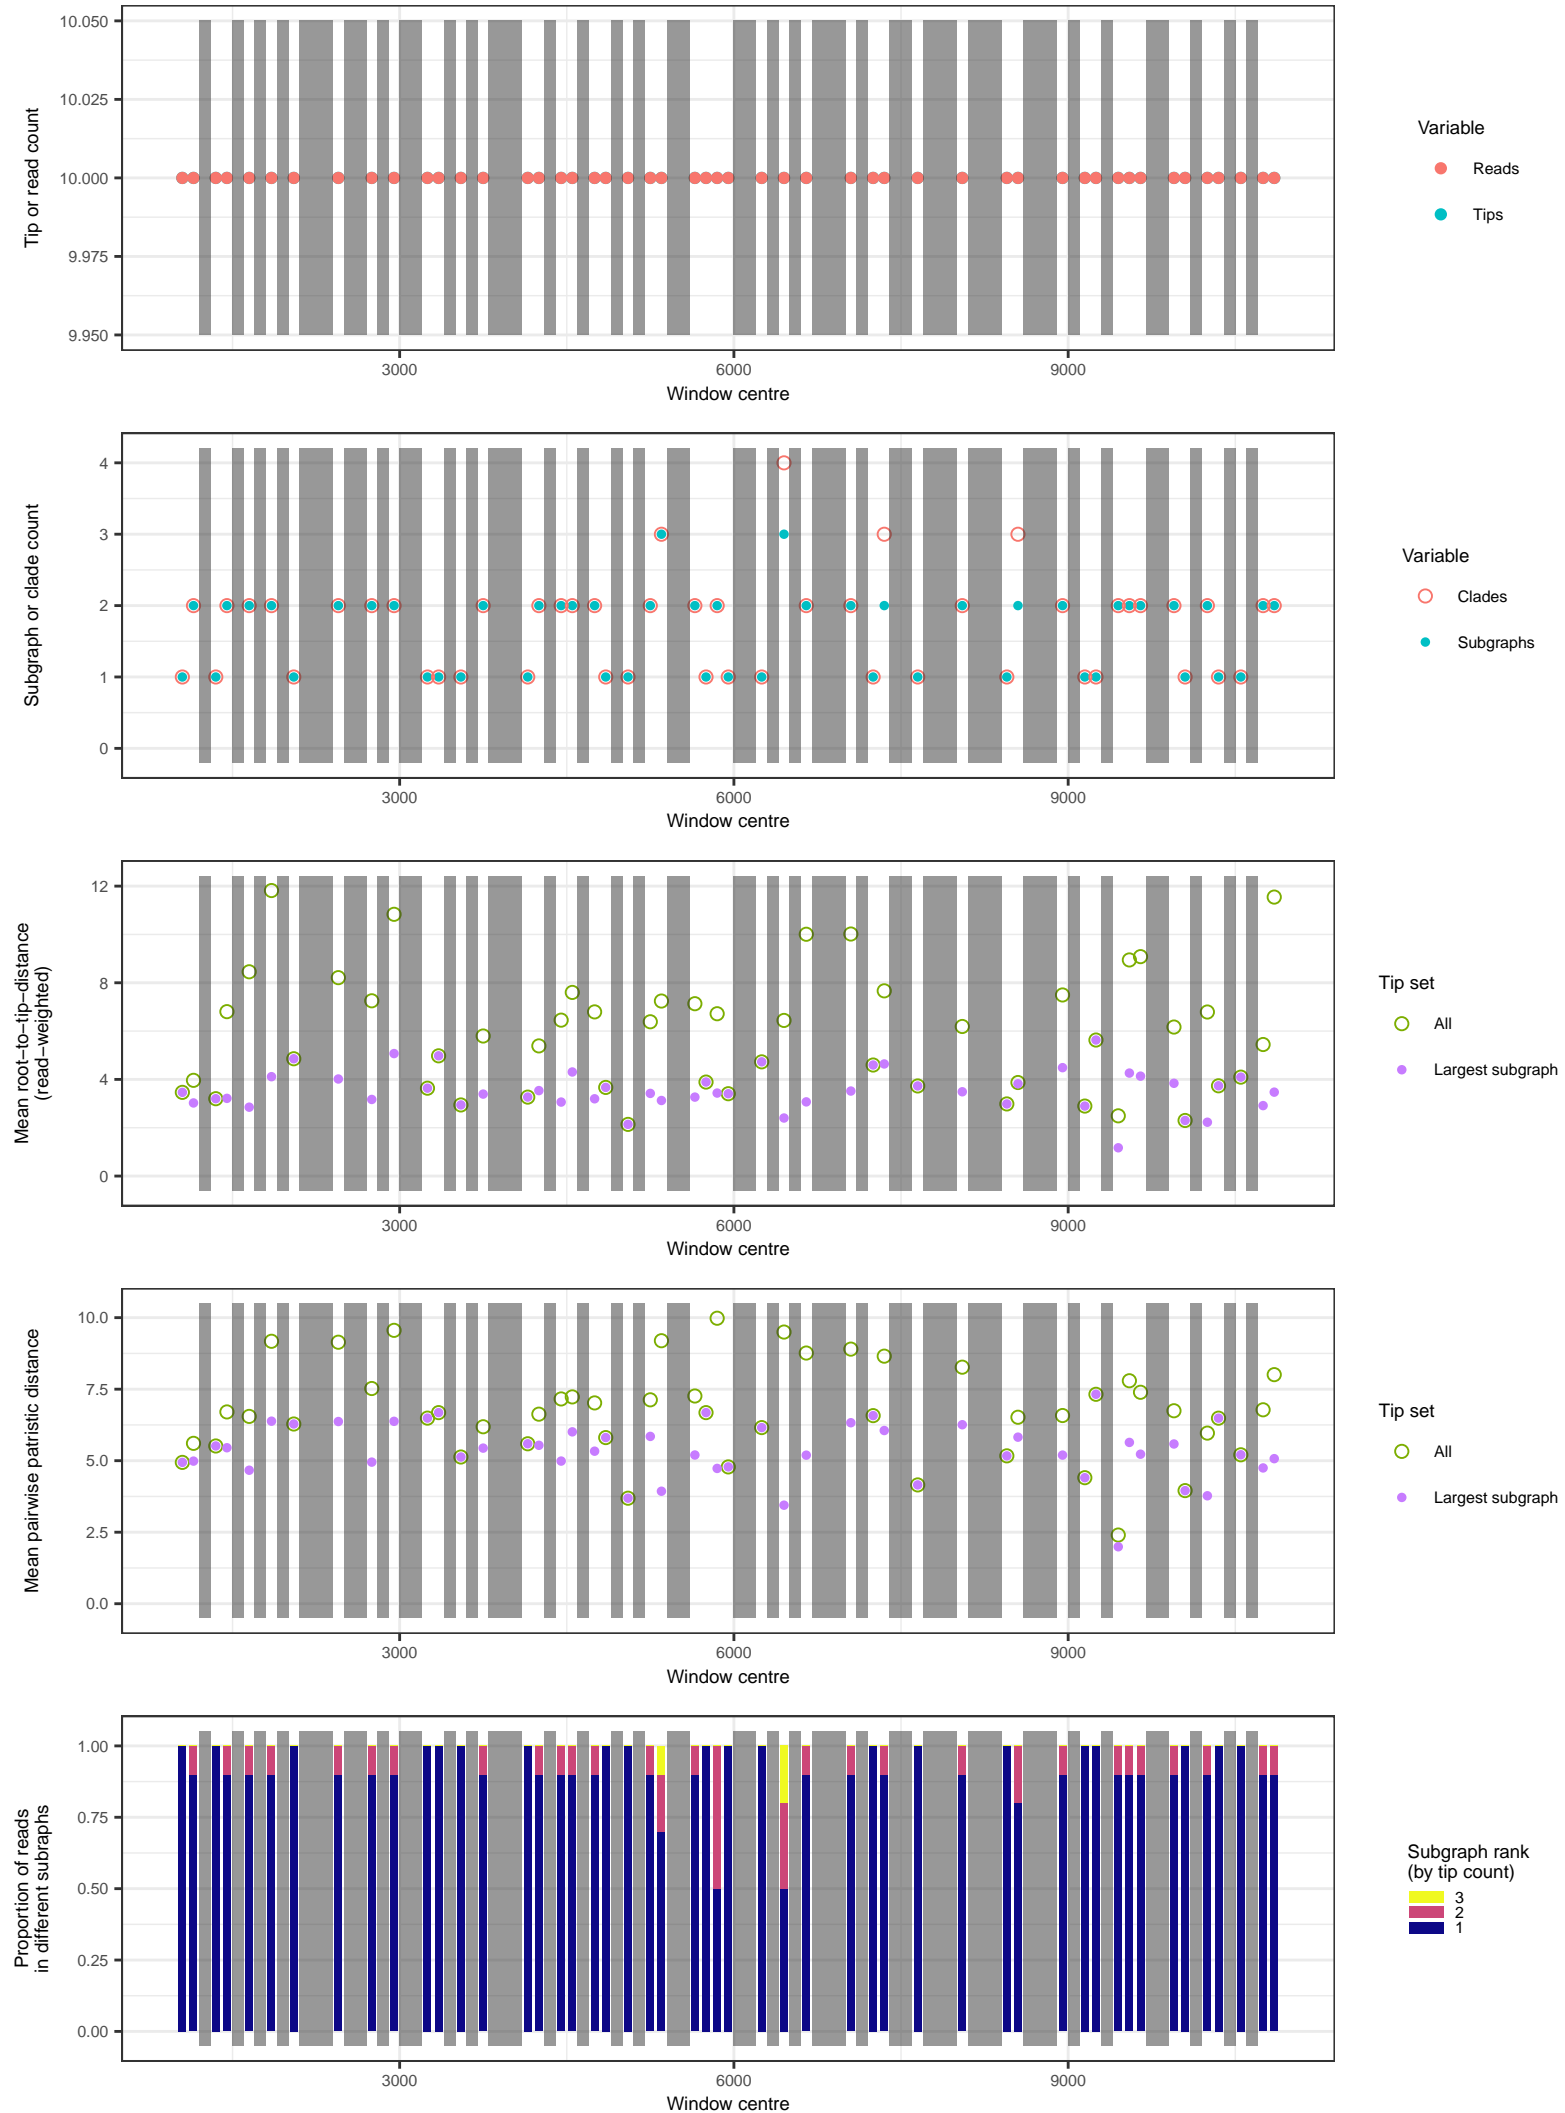 10.050
10.025
10.000
9.975
9.950
Tip or read count
3000
6000
9000
Window centre
Variable
Reads
Tips
4
3
2
1
0
Subgraph or clade count
3000
6000
9000
Window centre
Variable
Clades
Subgraphs
12
8
4
0
Mean root−to−tip−distance
(read−weighted)
3000
6000
9000
Window centre
Tip set
All
Largest subgraph
10.0
7.5
5.0
2.5
0.0
Mean pairwise patristic distance
3000
6000
9000
Window centre
Tip set
All
Largest subgraph
1.00
0.75
0.50
0.25
0.00
Proportion of reads
in different subraphs
3000
6000
9000
Window centre
Subgraph rank
(by tip count)
3
2
1